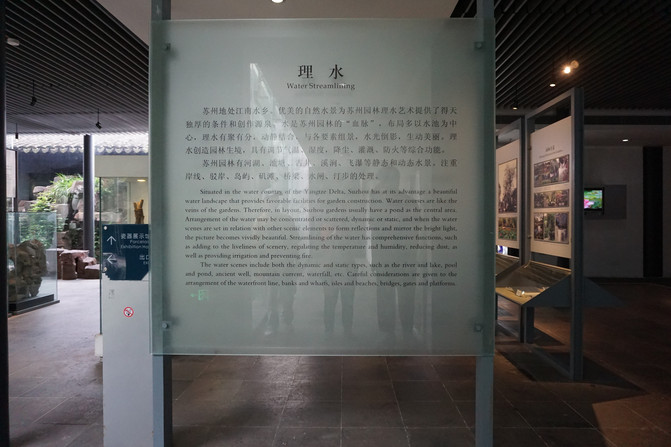 理 水
Water Streamlining
苏州地处江南水乡，优美的自然水景为苏州园林理水艺术提供了得天
独厚的条件和创作源泉。水是苏州园林的“血脉”，布局多以水池为中
心，理水有聚有分，动静结合，与各要素组景，水光倒影，生动美丽。理
水创造园林生境，具有调节气温、湿度，降尘、灌溉、防火等综合功能。
苏州园林有河湖、池塘、溪涧、飞瀑等静态和动态水景，注重
岸线、驳岸、岛屿、矶滩、桥梁、水洲、汀步的处理。
Situated in the water country of the Yangtze Delta, Suzhou has at its advantage a beautiful
water landscape that provides favorable facilities for garden construction. Water courses are like the
veins of the gardens. Therefore, in layout, Suzhou gardens usually have a pond as the central area.
Arrangement of the water may be concentrated or scattered, dynamic or static, and when the water
scenes are set in relation with other scenic elements to form reflections and mirror the bright light,
the picture becomes vividly beautiful. Streamlining of the water has comprehensive functions, such
as adding to the liveliness of scenery, regulating the temperature and humidity, reducing dust, as
well as providing irrigation and preventing fire.
The water scenes include both the dynamic and static types, such as the river and lake, pool
and pond, ancient well, mountain current, waterfall, etc. Careful considerations are given to the
arrangement of the waterfront line, banks and wharfs, isles and beaches, bridges, gates and platforms.
出口